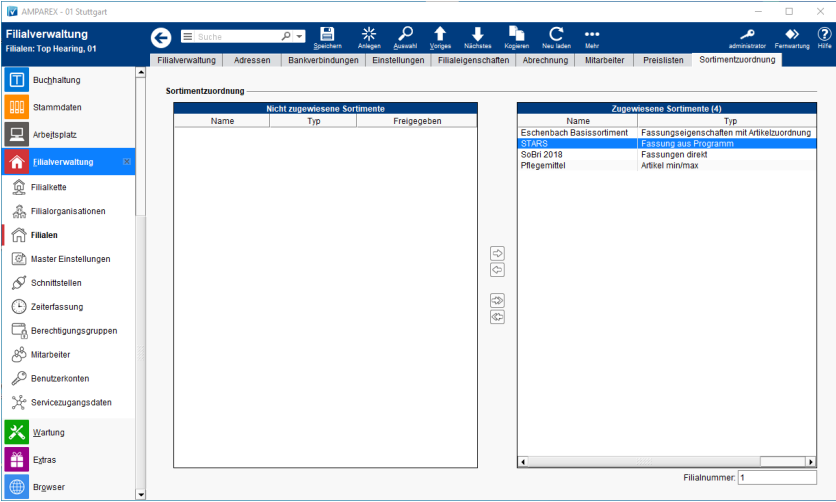 AMPAREX - 01 Stuttgart
Filialverwaltung
Filialen: Top Hearing, 01
Suche
Speichern
Anlegen
Auswahl
Voriges
Nächstes
Kopieren
Neu laden
Mehr
administrator
Fernwartung
Hilfe
Filialverwaltung
Adressen
Bankverbindungen
Einstellungen
Filialeigenschaften
Abrechnung
Mitarbeiter
Preislisten
Sortimentzuordnung
Buchhaltung
Stammdaten
Arbeitsplatz
Filialverwaltung
Filialkette
Filialorganisationen
Filialen
Master Einstellungen
Schnittstellen
Zeiterfassung
Berechtigungsgruppen
Mitarbeiter
Benutzerkonten
Servicezugangsdaten
Wartung
Extras
Browser
Sortimentzuordnung
Nicht zugewiesene Sortimente
Name Typ Freigegeben
Zugewiesene Sortimente (4)
Name Typ
Eschenbach Basissortiment Fassungseigenschaften mit Artikelzuordnung
STARS Fassung aus Programm
SoBri 2018 Fassungen direkt
Pflegemittel Artikel min/max
Filialnummer: 1